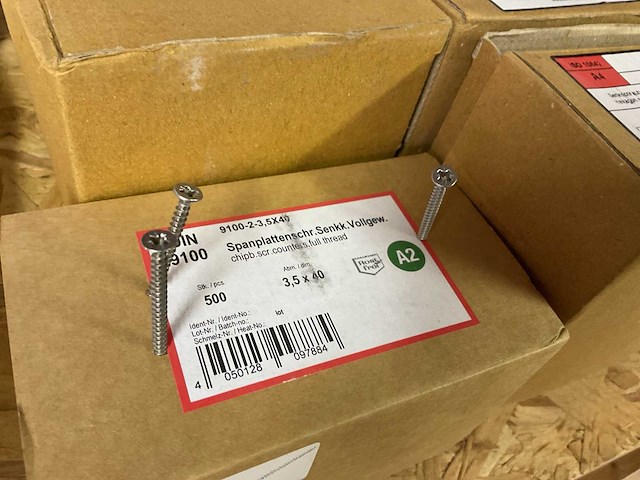 9100-2-3,5X40
IN
9100
Spanplattenschr.Senkk.Vollgew.
chipb.scr.counters.full thread
Stk. / pcs.
Abm. / dim.
500
3,5 x 40
A2
Ident-Nr. / Ident-No.:
Lot-Nr. / Batch-no.:
Schmelz-Nr. / Heat-No.:
lot
4 050128 097884
A4